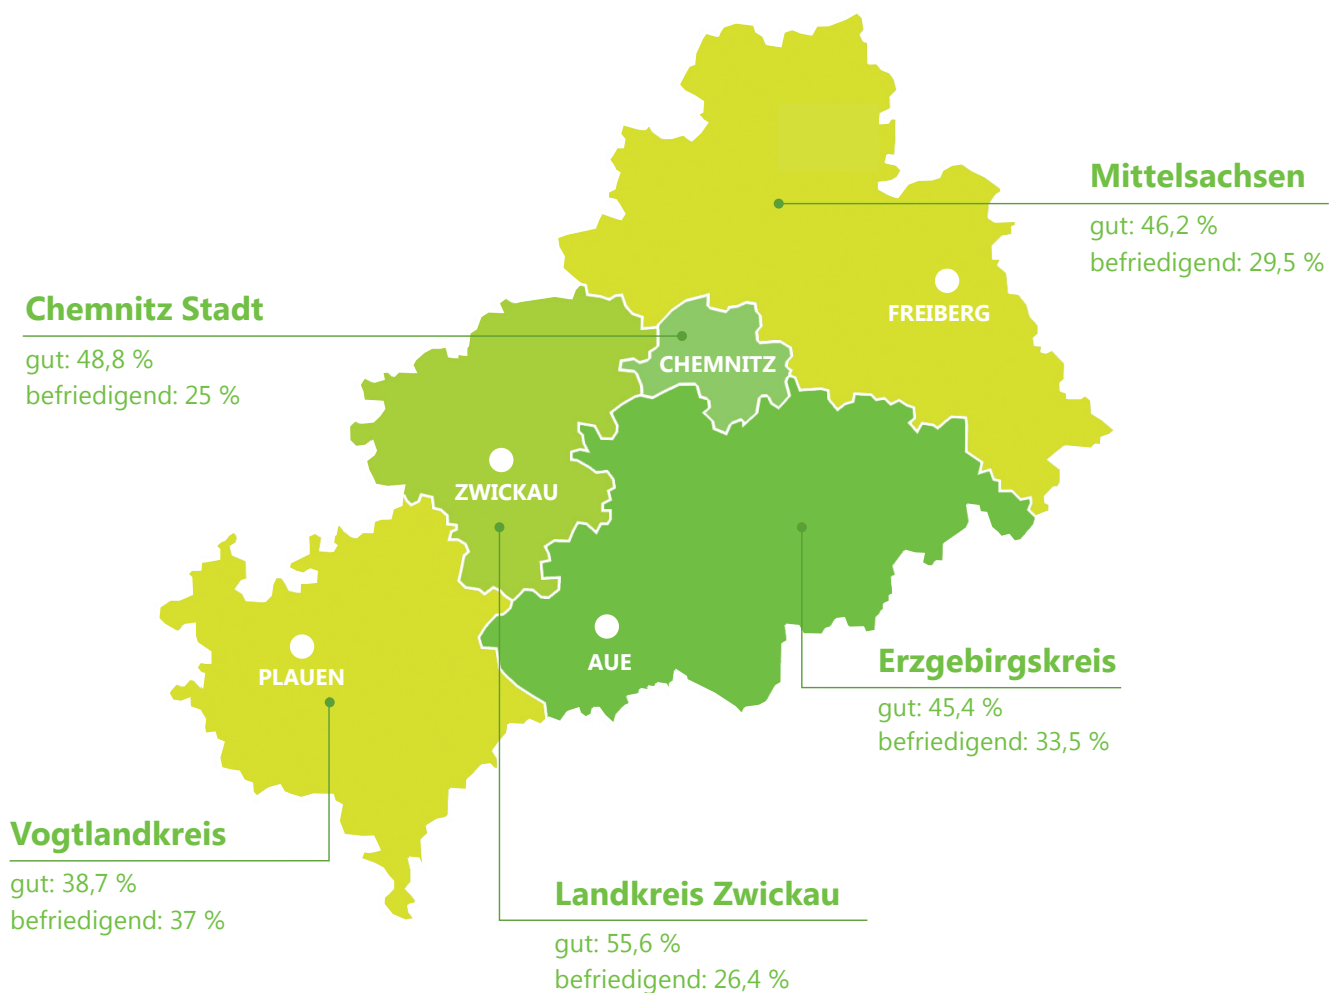 Mittelsachsen
gut: 46,2 %
befriedigend: 29,5 %
FREIBERG
Chemnitz Stadt
gut: 48,8 %
befriedigend: 25 %
CHEMNITZ
ZWICKAU
PLAUEN
AUE
Erzgebirgskreis
gut: 45,4 %
befriedigend: 33,5 %
Vogtlandkreis
gut: 38,7 %
befriedigend: 37 %
Landkreis Zwickau
gut: 55,6 %
befriedigend: 26,4 %